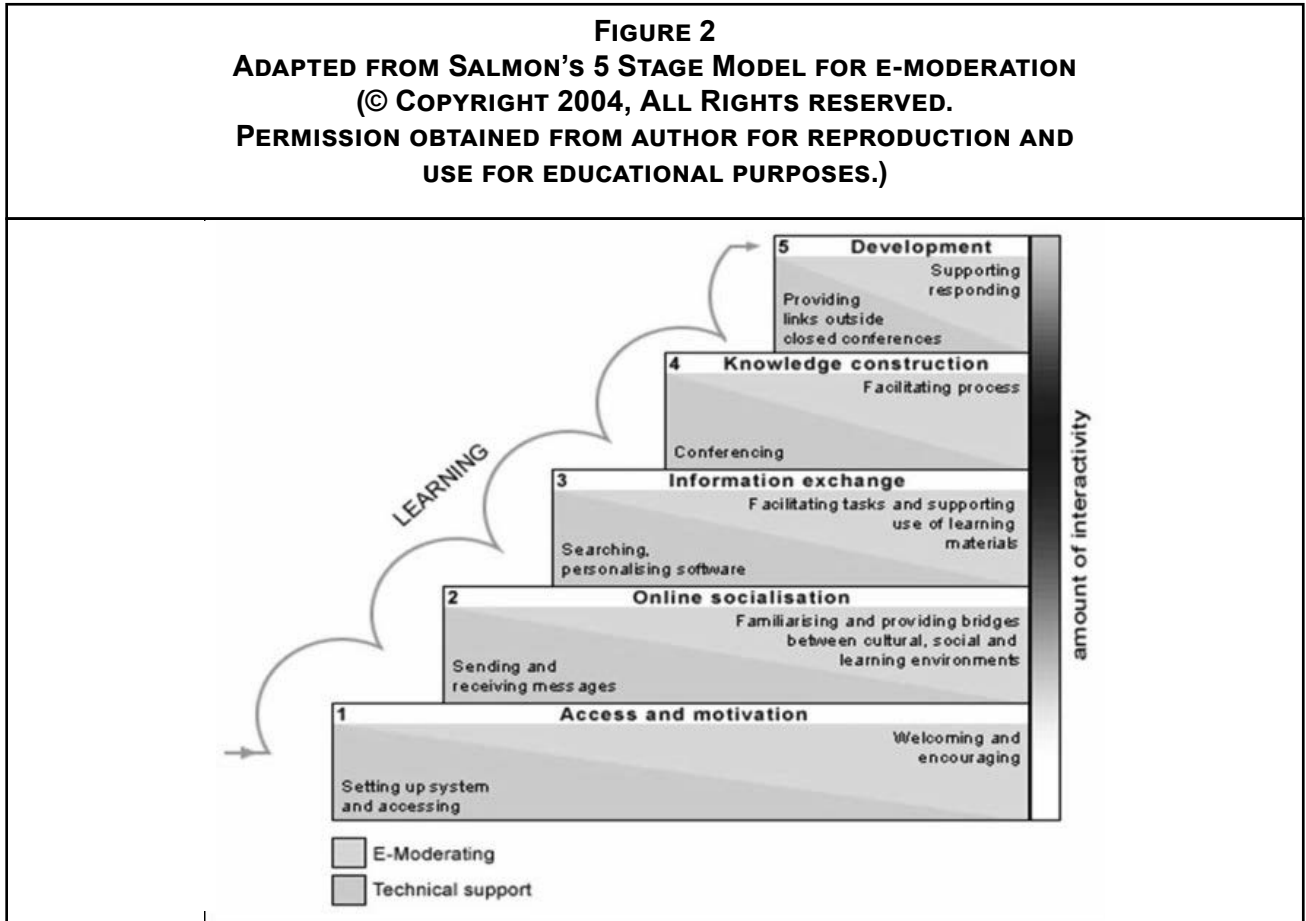 FIGURE 2
ADAPTED FROM SALMON'S 5 STAGE MODEL FOR E-MODERATION
(© COPYRIGHT 2004, ALL RIGHTS RESERVED.
PERMISSION OBTAINED FROM AUTHOR FOR REPRODUCTION AND
USE FOR EDUCATIONAL PURPOSES.)
5 Development
Supporting
responding
Providing
links outside
closed conferences
4 Knowledge construction
Facilitating process
Conferencing
LEARNING
3 Information exchange
Facilitating tasks and supporting
use of learning
materials
Searching,
personalising software
2 Online socialisation
Familiarising and providing bridges
between cultural, social and
learning environments
Sending and
receiving messages
1 Access and motivation
Welcoming and
encouraging
Setting up system
and accessing
amount of interactivity
E-Moderating
Technical support